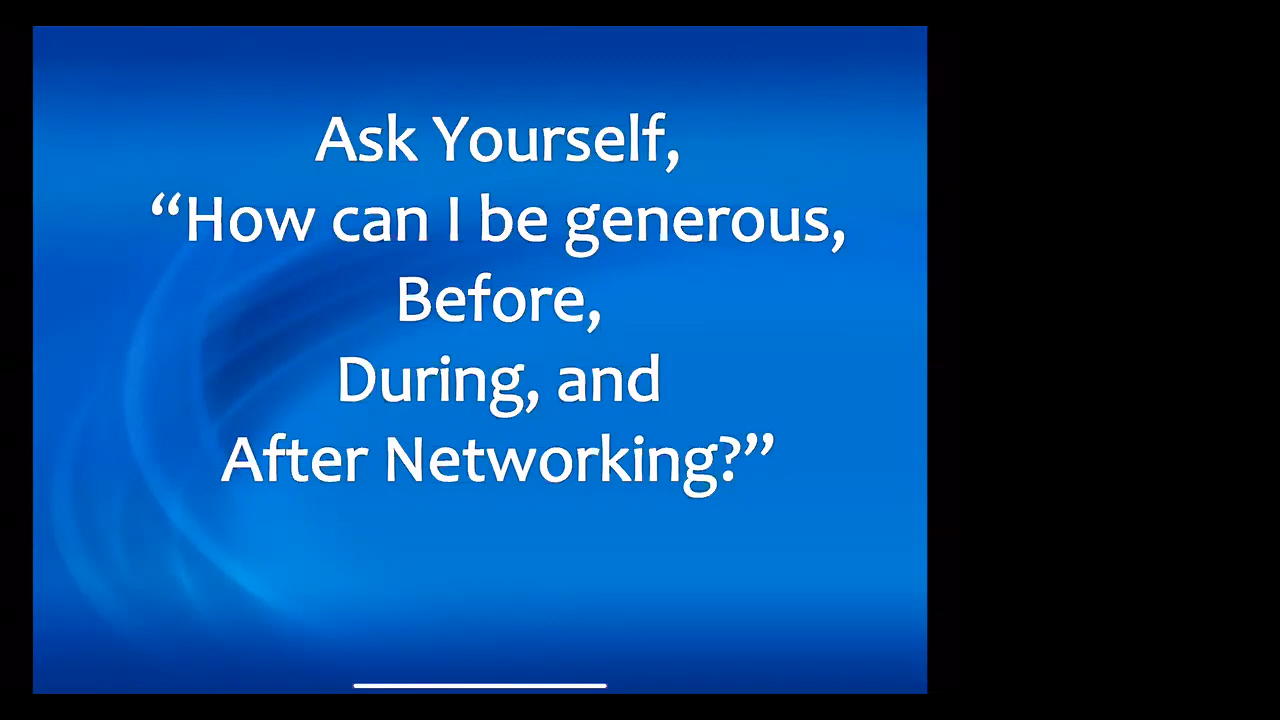 Ask Yourself,
“How can I be generous,
Before,
During, and
After Networking?”